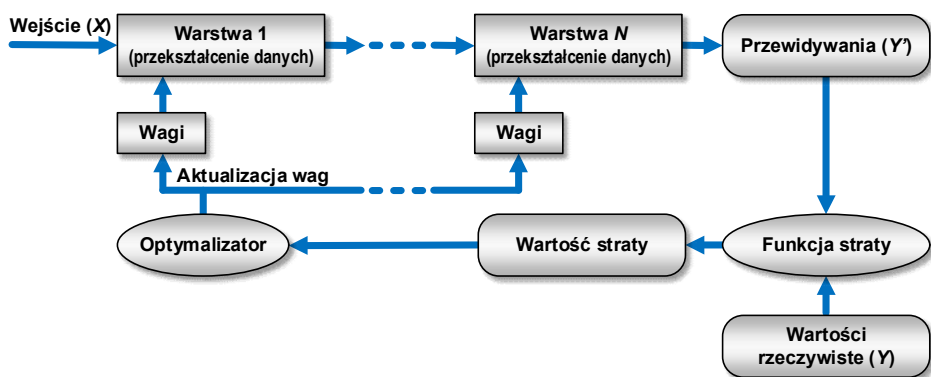 Wejście (X)
Warstwa 1
(przekształcenie danych)
Warstwa N
(przekształcenie danych)
Przewidywania (Y')
Wagi
Wagi
Aktualizacja wag
Optymalizator
Wartość straty
Funkcja straty
Wartości
rzeczywiste (Y)